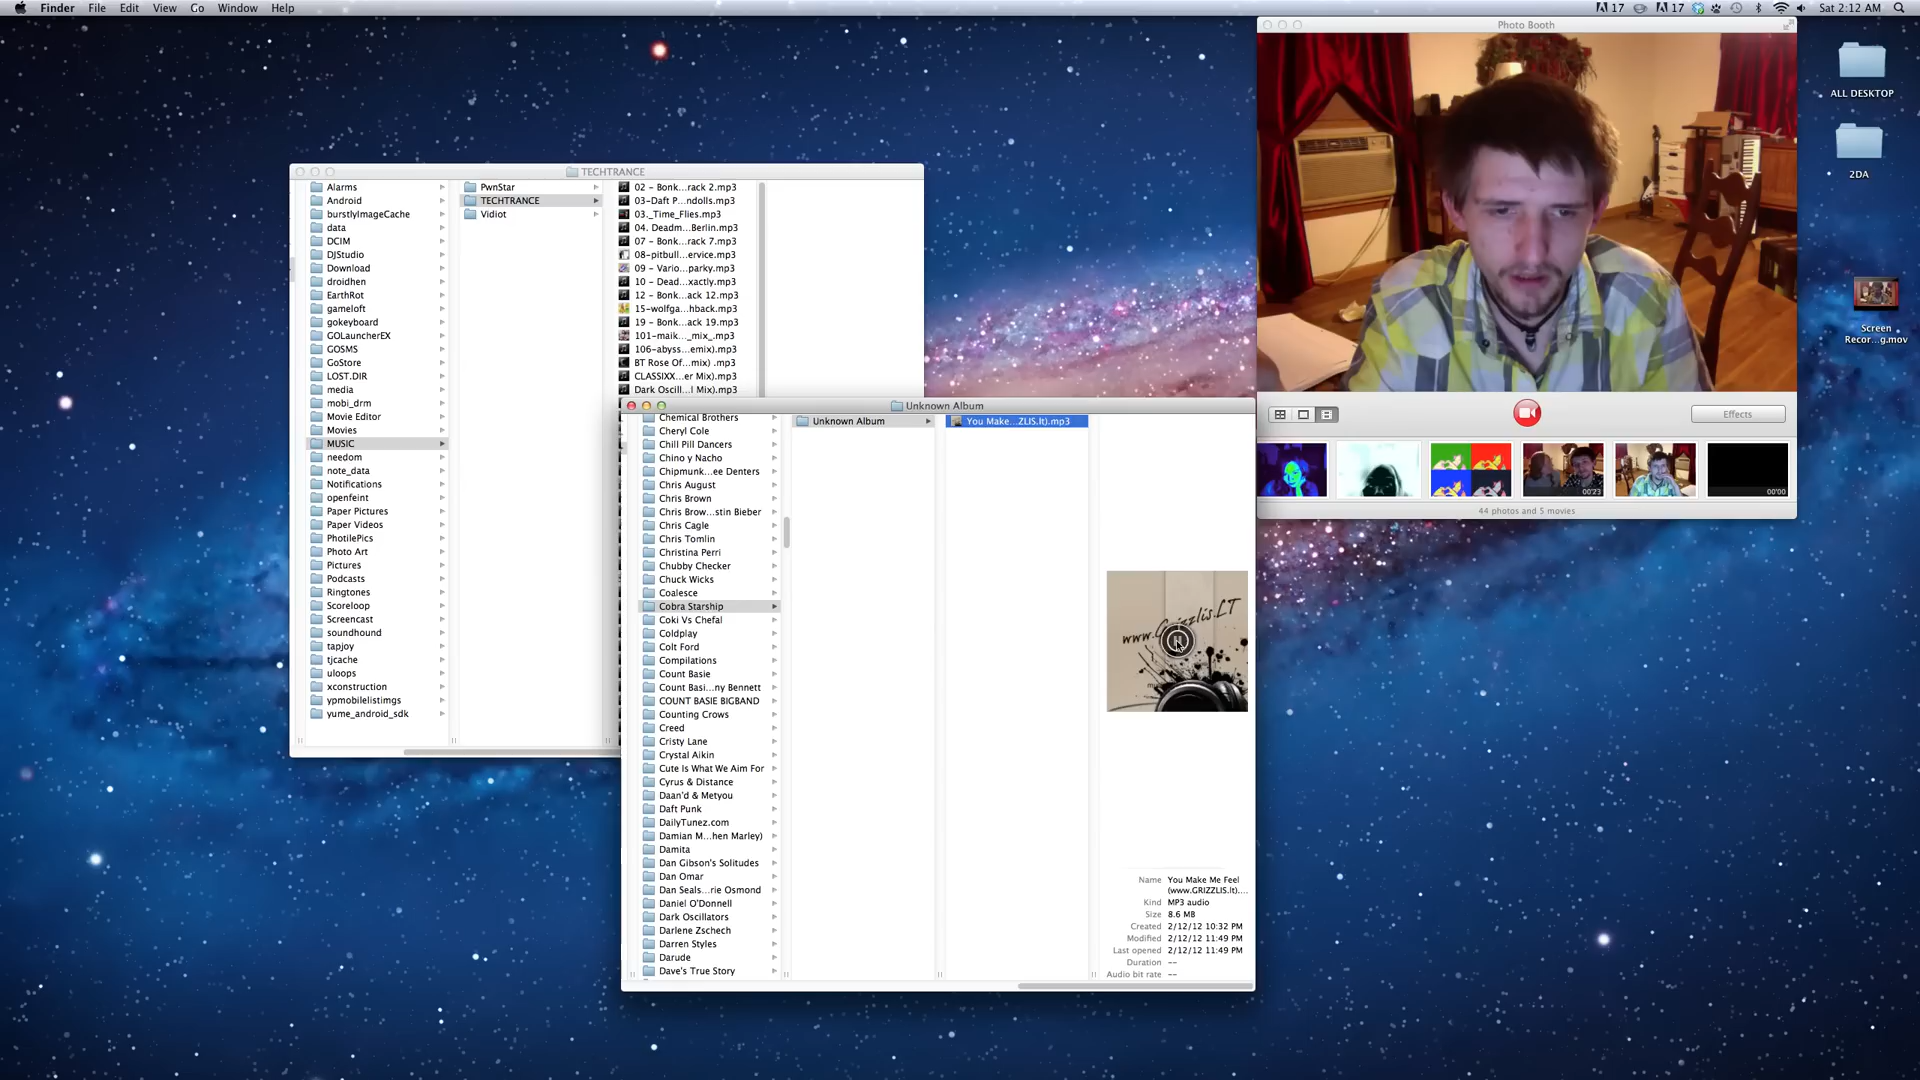 Finder File Edit View Go Window Help
17 17 Sat 2:12 AM
Photo Booth
ALL DESKTOP
2DA
Screen
Recor...g.mov
Effects
00:23
00:00
44 photos and 5 movies
TECHTRANCE
Alarms
Android
burstlyImageCache
data
DCIM
DJStudio
Download
droidhen
EarthRot
gameloft
gokeyboard
GOLauncherEX
GOSMS
GoStore
LOST.DIR
media
mobi_drm
Movie Editor
Movies
MUSIC
needom
note_data
Notifications
openfeint
Paper Pictures
Paper Videos
PhotilePics
Photo Art
Pictures
Podcasts
Ringtones
Scoreloop
Screencast
soundhound
tapjoy
tjcache
uloops
xconstruction
ypmobilelistimgs
yume_android_sdk
PwnStar
TECHTRANCE
Vidiot
02 - Bonk...rack 2.mp3
03-Daft P...ndolls.mp3
03._Time_Flies.mp3
04. Deadm...Berlin.mp3
07 - Bonk...rack 7.mp3
08-pitbull...ervice.mp3
09 - Vario...parky.mp3
10 - Dead...xactly.mp3
12 - Bonk...ack 12.mp3
15-wolfga...hback.mp3
19 - Bonk...ack 19.mp3
101-maik..._mix_.mp3
106-abyss...emix).mp3
BT Rose Of...mix) .mp3
CLASSIXX...er Mix).mp3
Dark Oscill...l Mix).mp3
Unknown Album
Chemical Brothers
Cheryl Cole
Chill Pill Dancers
Chino y Nacho
Chipmunk...ee Denters
Chris August
Chris Brown
Chris Brow...stin Bieber
Chris Cagle
Chris Tomlin
Christina Perri
Chubby Checker
Chuck Wicks
Coalesce
Cobra Starship
Coki Vs Chefal
Coldplay
Colt Ford
Compilations
Count Basie
Count Basi...ny Bennett
COUNT BASIE BIGBAND
Counting Crows
Creed
Cristy Lane
Crystal Aikin
Cute Is What We Aim For
Cyrus & Distance
Daan'd & Metyou
Daft Punk
DailyTunez.com
Damian M...hen Marley)
Damita
Dan Gibson's Solitudes
Dan Omar
Dan Seals...rie Osmond
Daniel O'Donnell
Dark Oscillators
Darlene Zschech
Darren Styles
Darude
Dave's True Story
Unknown Album
You Make...ZLIS.lt).mp3
www.Grizzlis.LT
Name You Make Me Feel
(www.GRIZZLIS.lt)....
Kind MP3 audio
Size 8.6 MB
Created 2/12/12 10:32 PM
Modified 2/12/12 11:49 PM
Last opened 2/12/12 11:49 PM
Duration --
Audio bit rate --